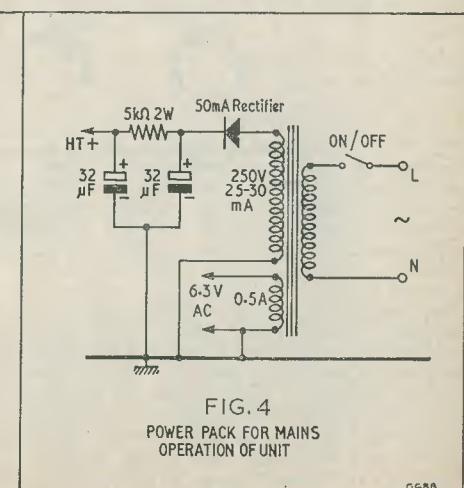 5kΩ 2W
50mA Rectifier
HT+
ON/OFF
L
+
+
32
μF
32
μF
−
−
250V
25-30
mA
~
N
6.3V
AC
0.5A
FIG. 4
POWER PACK FOR MAINS
OPERATION OF UNIT